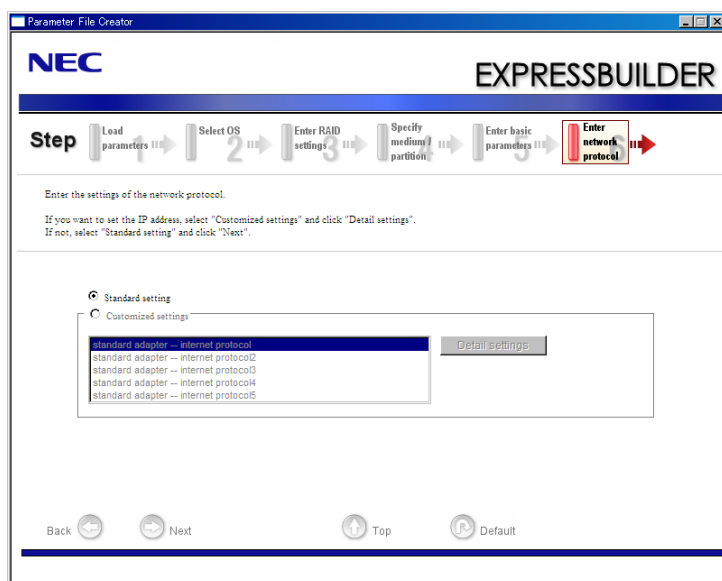 Parameter File Creator
NEC
EXPRESSBUILDER
Step
Load
parameters
1
Select OS
2
Enter RAID
settings
3
Specify
medium /
partition
4
Enter basic
parameters
5
Enter
network
protocol
6
Enter the settings of the network protocol.
If you want to set the IP address, select "Customized settings" and click "Detail settings".
If not, select "Standard setting" and click "Next".
Standard setting
Customized settings
standard adapter -- internet protocol
standard adapter -- internet protocol2
standard adapter -- internet protocol3
standard adapter -- internet protocol4
standard adapter -- internet protocol5
Detail settings
Back
Next
Top
Default